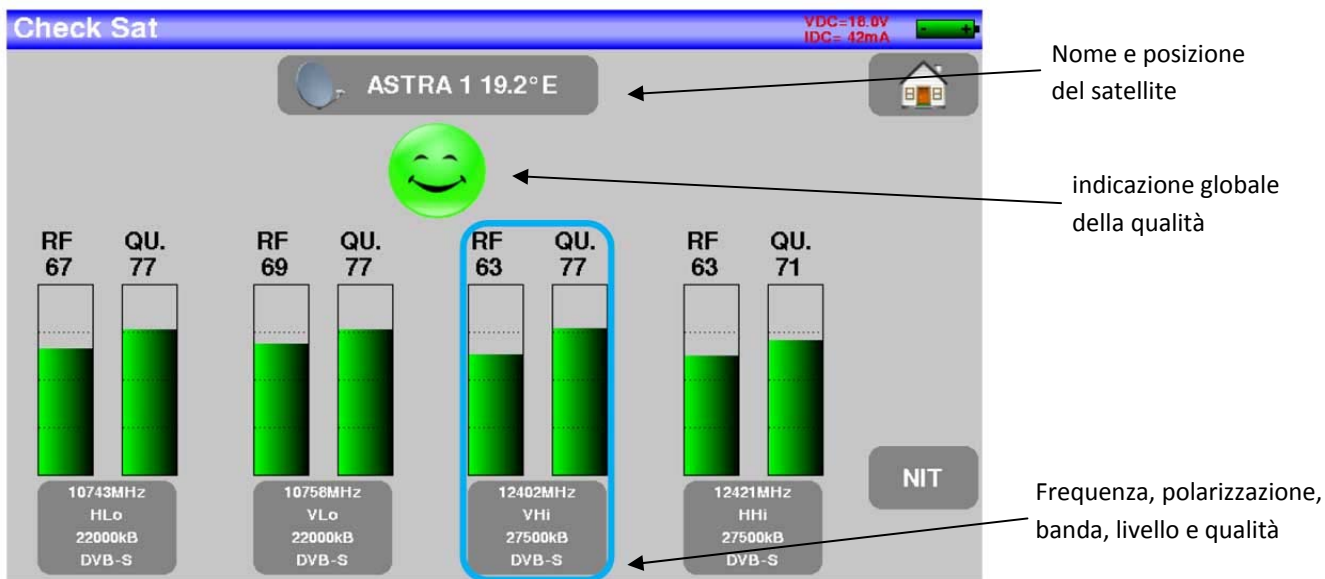 Check Sat
VDC=18.0V
IDC= 42mA
- +
ASTRA 1 19.2° E
Nome e posizione
del satellite
indicazione globale
della qualità
RF QU.
67 77
RF QU.
69 77
RF QU.
63 77
RF QU.
63 71
10743MHz
HLo
22000kB
DVB-S
10758MHz
VLo
22000kB
DVB-S
12402MHz
VHi
27500kB
DVB-S
12421MHz
HHi
27500kB
DVB-S
NIT
Frequenza, polarizzazione,
banda, livello e qualità